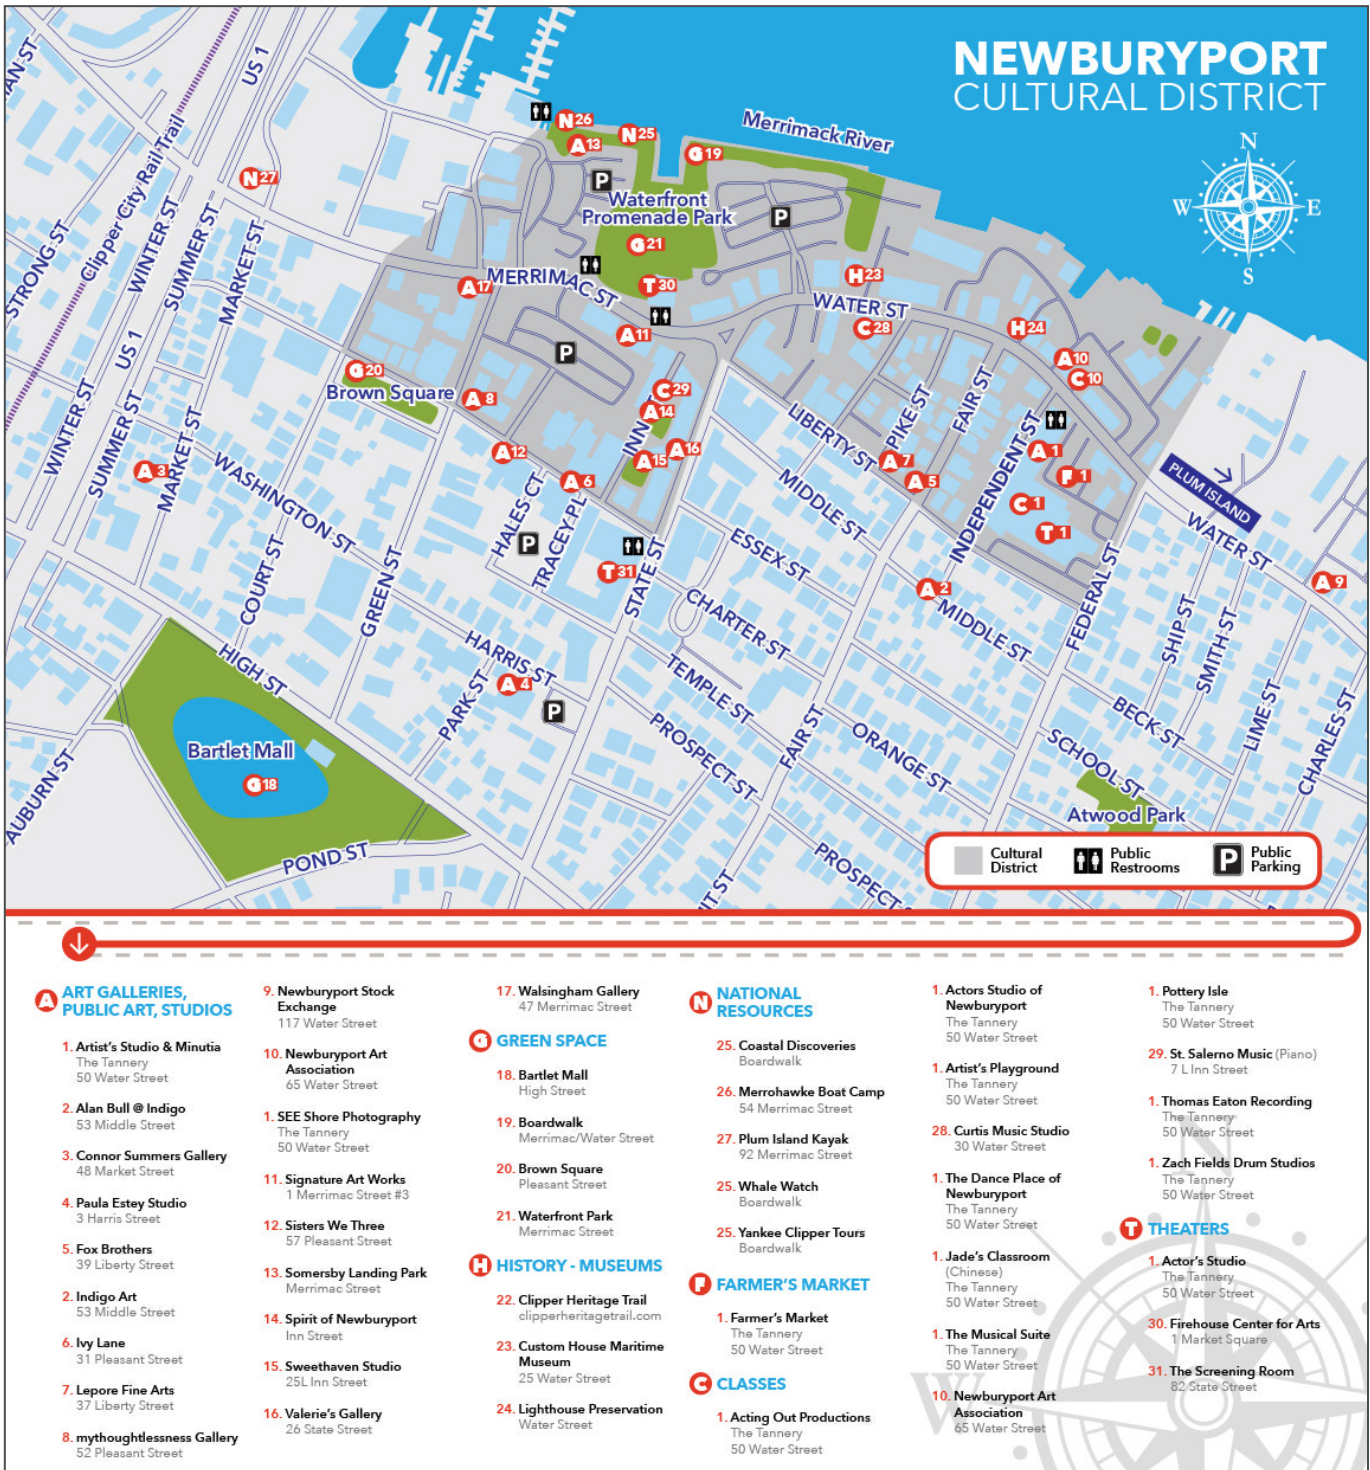 NEWBURYPORT
CULTURAL DISTRICT
N
W
E
S
Merrimack River
US 1
Clipper City Rail Trail
STRONG ST
WINTER ST
SUMMER ST
MARKET ST
N27
N26
A13
N25
G19
P
Waterfront
Promenade Park
P
G21
T30
MERRIMAC ST
A17
H23
WATER ST
C28
H24
A11
P
A10
C10
US 1
G20
Brown Square
A8
C29
A14
INN
LIBERTY ST
PIKE ST
FAIR ST
INDEPENDENT ST
WINTER ST
SUMMER ST
MARKET ST
A3
WASHINGTON ST
A12
A15
A16
A7
A5
A1
F1
C1
T1
PLUM ISLAND
A6
HALES CT
TRACEY PL
P
MIDDLE ST
ESSEX ST
T31
STATE ST
CHARTER ST
COURT ST
GREEN ST
A2
MIDDLE ST
FEDERAL ST
WATER ST
A9
SHIP ST
SMITH ST
HIGH ST
HARRIS ST
A4
PARK ST
P
TEMPLE ST
PROSPECT ST
FAIR ST
ORANGE ST
BECK ST
SCHOOL ST
LIME ST
CHARLES ST
Bartlet Mall
G18
AUBURN ST
POND ST
Atwood Park
PROSPECT S
IT ST
Cultural
District
Public
Restrooms
P
Public
Parking
A ART GALLERIES,
PUBLIC ART, STUDIOS
1. Artist's Studio & Minutia
The Tannery
50 Water Street
2. Alan Bull @ Indigo
53 Middle Street
3. Connor Summers Gallery
48 Market Street
4. Paula Estey Studio
3 Harris Street
5. Fox Brothers
39 Liberty Street
2. Indigo Art
53 Middle Street
6. Ivy Lane
31 Pleasant Street
7. Lepore Fine Arts
37 Liberty Street
8. mythoughtlessness Gallery
52 Pleasant Street
9. Newburyport Stock
Exchange
117 Water Street
10. Newburyport Art
Association
65 Water Street
1. SEE Shore Photography
The Tannery
50 Water Street
11. Signature Art Works
1 Merrimac Street #3
12. Sisters We Three
57 Pleasant Street
13. Somersby Landing Park
Merrimac Street
14. Spirit of Newburyport
Inn Street
15. Sweethaven Studio
25L Inn Street
16. Valerie's Gallery
26 State Street
17. Walsingham Gallery
47 Merrimac Street
G GREEN SPACE
18. Bartlet Mall
High Street
19. Boardwalk
Merrimac/Water Street
20. Brown Square
Pleasant Street
21. Waterfront Park
Merrimac Street
H HISTORY - MUSEUMS
22. Clipper Heritage Trail
clipperheritagetrail.com
23. Custom House Maritime
Museum
25 Water Street
24. Lighthouse Preservation
Water Street
N NATIONAL
RESOURCES
25. Coastal Discoveries
Boardwalk
26. Merrohawke Boat Camp
54 Merrimac Street
27. Plum Island Kayak
92 Merrimac Street
25. Whale Watch
Boardwalk
25. Yankee Clipper Tours
Boardwalk
F FARMER'S MARKET
1. Farmer's Market
The Tannery
50 Water Street
C CLASSES
1. Acting Out Productions
The Tannery
50 Water Street
1. Actors Studio of
Newburyport
The Tannery
50 Water Street
1. Artist's Playground
The Tannery
50 Water Street
28. Curtis Music Studio
30 Water Street
1. The Dance Place of
Newburyport
The Tannery
50 Water Street
1. Jade's Classroom
(Chinese)
The Tannery
50 Water Street
1. The Musical Suite
The Tannery
50 Water Street
10. Newburyport Art
Association
65 Water Street
1. Pottery Isle
The Tannery
50 Water Street
29. St. Salerno Music (Piano)
7 L Inn Street
1. Thomas Eaton Recording
The Tannery
50 Water Street
1. Zach Fields Drum Studios
The Tannery
50 Water Street
T THEATERS
1. Actor's Studio
The Tannery
50 Water Street
30. Firehouse Center for Arts
1 Market Square
31. The Screening Room
82 State Street
N
W